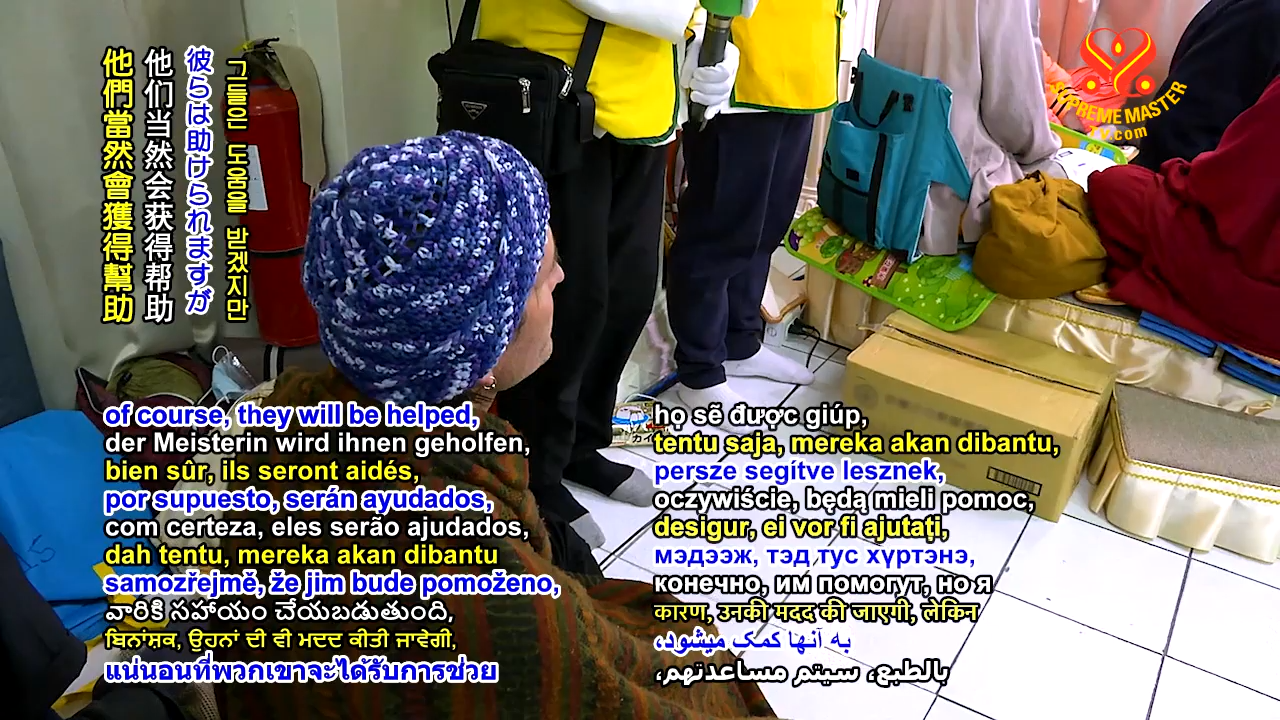 他們當然會獲得幫助
他们当然会获得帮助
彼らは助けられますが
그들은 도움을 받겠지만
SUPREME MASTER
TV.com
of course, they will be helped,
der Meisterin wird ihnen geholfen,
bien sûr, ils seront aidés,
por supuesto, serán ayudados,
com certeza, eles serão ajudados,
dah tentu, mereka akan dibantu
samozřejmě, že jim bude pomoženo,
వారికి సహాయం చేయబడుతుంది,
ਬਿਨਾਂਸ਼ਕ, ਉਹਨਾਂ ਦੀ ਵੀ ਮਦਦ ਕੀਤੀ ਜਾਵੇਗੀ,
แน่นอนที่พวกเขาจะได้รับการช่วย
họ sẽ được giúp,
tentu saja, mereka akan dibantu,
persze segítve lesznek,
oczywiście, będą mieli pomoc,
desigur, ei vor fi ajutați,
мэдээж, тэд тус хүртэнэ,
конечно, им помогут, но я
कारण, उनकी मदद की जाएगी, लेकिन
به آنها کمک میشود،
بالطبع، سيتم مساعدتهم،